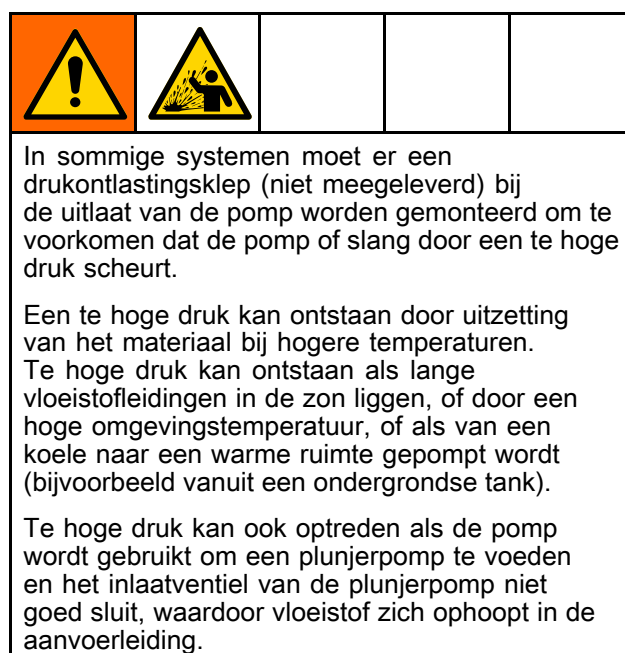 In sommige systemen moet er een
drukontlastingsklep (niet meegeleverd) bij
de uitlaat van de pomp worden gemonteerd om te
voorkomen dat de pomp of slang door een te hoge
druk scheurt.
Een te hoge druk kan ontstaan door uitzetting
van het materiaal bij hogere temperaturen.
Te hoge druk kan ontstaan als lange
vloeistofleidingen in de zon liggen, of door een
hoge omgevingstemperatuur, of als van een
koele naar een warme ruimte gepompt wordt
(bijvoorbeeld vanuit een ondergrondse tank).
Te hoge druk kan ook optreden als de pomp
wordt gebruikt om een plunjerpomp te voeden
en het inlaatventiel van de plunjerpomp niet
goed sluit, waardoor vloeistof zich ophoopt in de
aanvoerleiding.